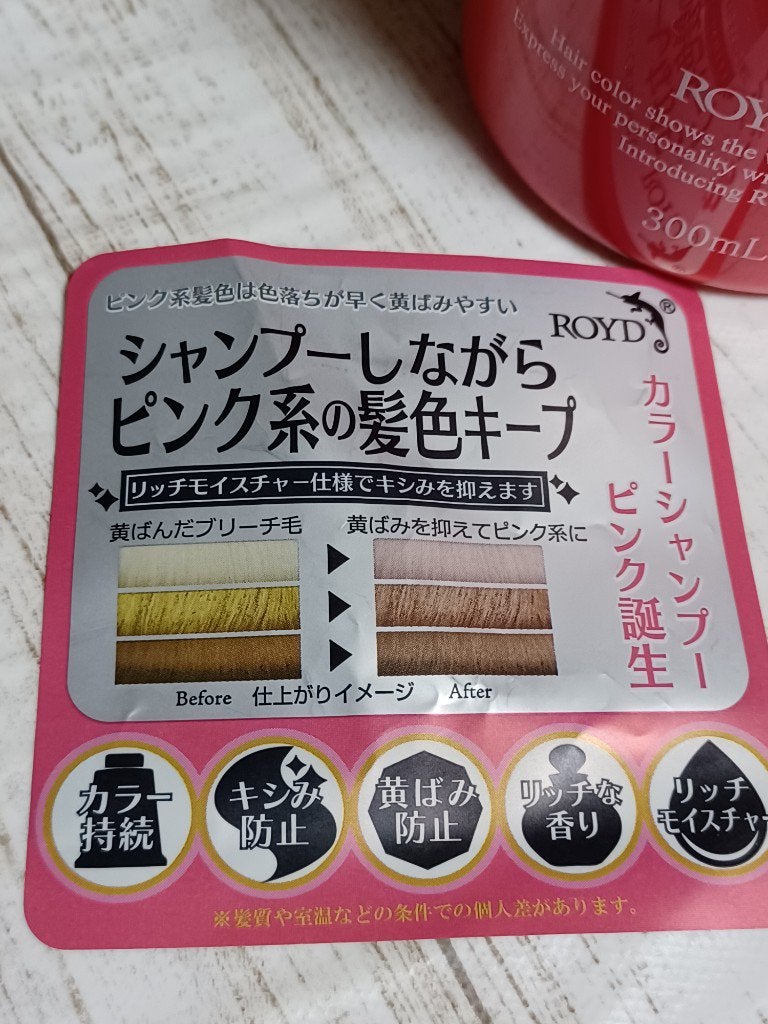 ROY
Hair color shows the
Express your personality
Introducing
300mL
ピンク系髪色は色落ちが早く黄ばみやすい
ROYD®
シャンプーしながら
ピンク系の髪色キープ
カラーシャンプー
ピンク誕生
リッチモイスチャー仕様でキシみを抑えます
黄ばんだブリーチ毛
黄ばみを抑えてピンク系に
Before 仕上がりイメージ After
カラー
持続
キシみ
防止
黄ばみ
防止
リッチな
香り
リッチ
モイスチャー
※髪質や室温などの条件での個人差があります。